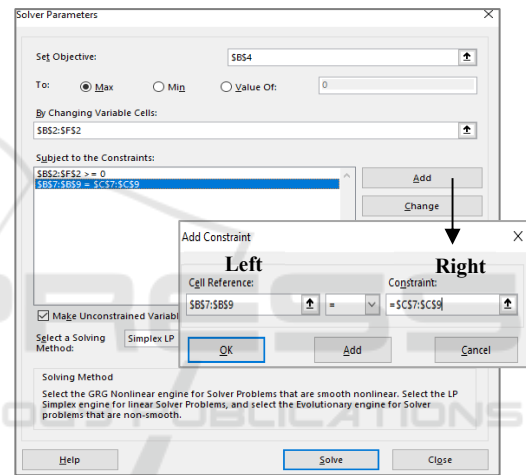 Solver Parameters
Set Objective: $B$4
To: Max Min Value Of: 0
By Changing Variable Cells:
$B$2:$F$2
Subject to the Constraints:
$B$2:$F$2 >= 0
$B$7:$B$9 = $C$7:$C$9
Add
Change
Add Constraint
Left Right
Cell Reference: Constraint:
$B$7:$B$9 = =$C$7:$C$9
OK Add Cancel
Make Unconstrained Variabl
Select a Solving Method: Simplex LP
Solving Method
Select the GRG Nonlinear engine for Solver Problems that are smooth nonlinear. Select the LP
Simplex engine for linear Solver Problems, and select the Evolutionary engine for Solver
problems that are non-smooth.
Help Solve Close